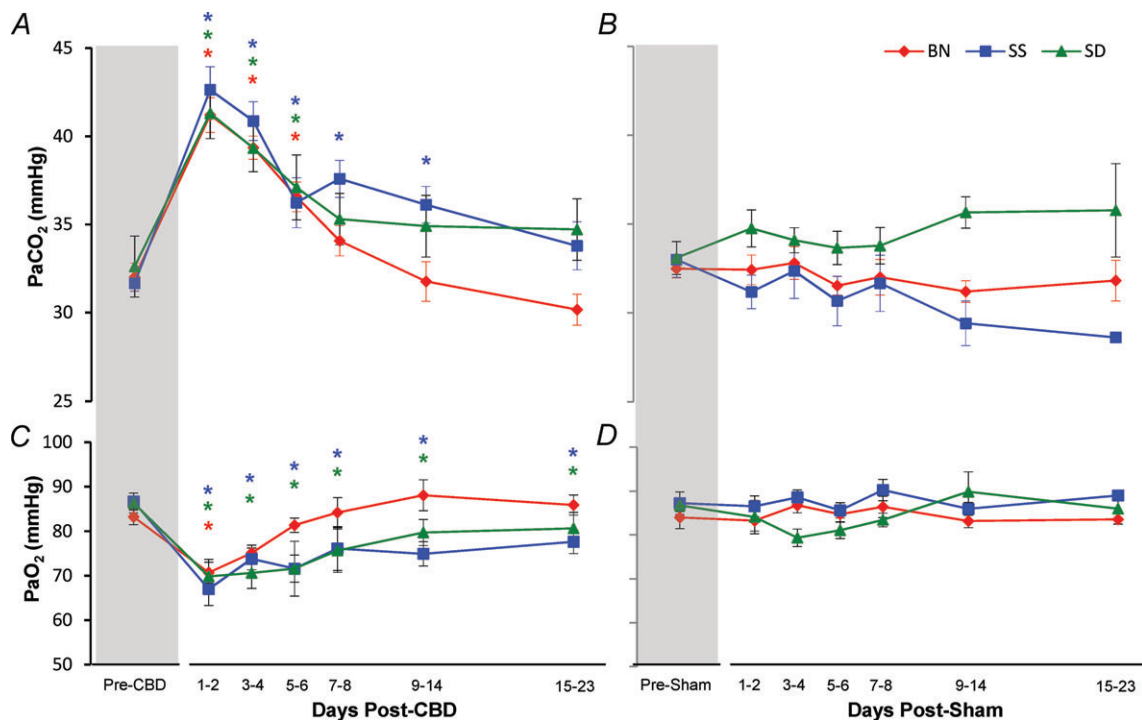 A
B
BN SS SD
* * * * *
* * *
* * *
45
40
35
30
25
PaCO₂ (mmHg)
C
D
* * * * * *
* * * * * *
*
100
90
80
70
60
50
PaO₂ (mmHg)
Pre-CBD 1-2 3-4 5-6 7-8 9-14 15-23
Days Post-CBD
Pre-Sham 1-2 3-4 5-6 7-8 9-14 15-23
Days Post-Sham